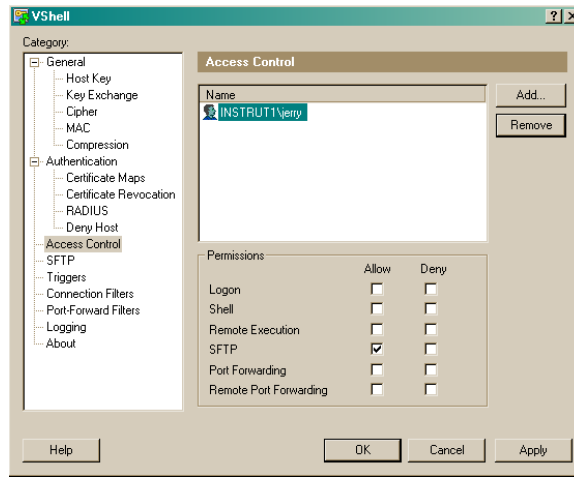 VShell
Category:
General
Host Key
Key Exchange
Cipher
MAC
Compression
Authentication
Certificate Maps
Certificate Revocation
RADIUS
Deny Host
Access Control
SFTP
Triggers
Connection Filters
Port-Forward Filters
Logging
About
Access Control
Name
INSTRUT1\jerry
Add...
Remove
Permissions
Allow Deny
Logon
Shell
Remote Execution
SFTP
Port Forwarding
Remote Port Forwarding
Help OK Cancel Apply